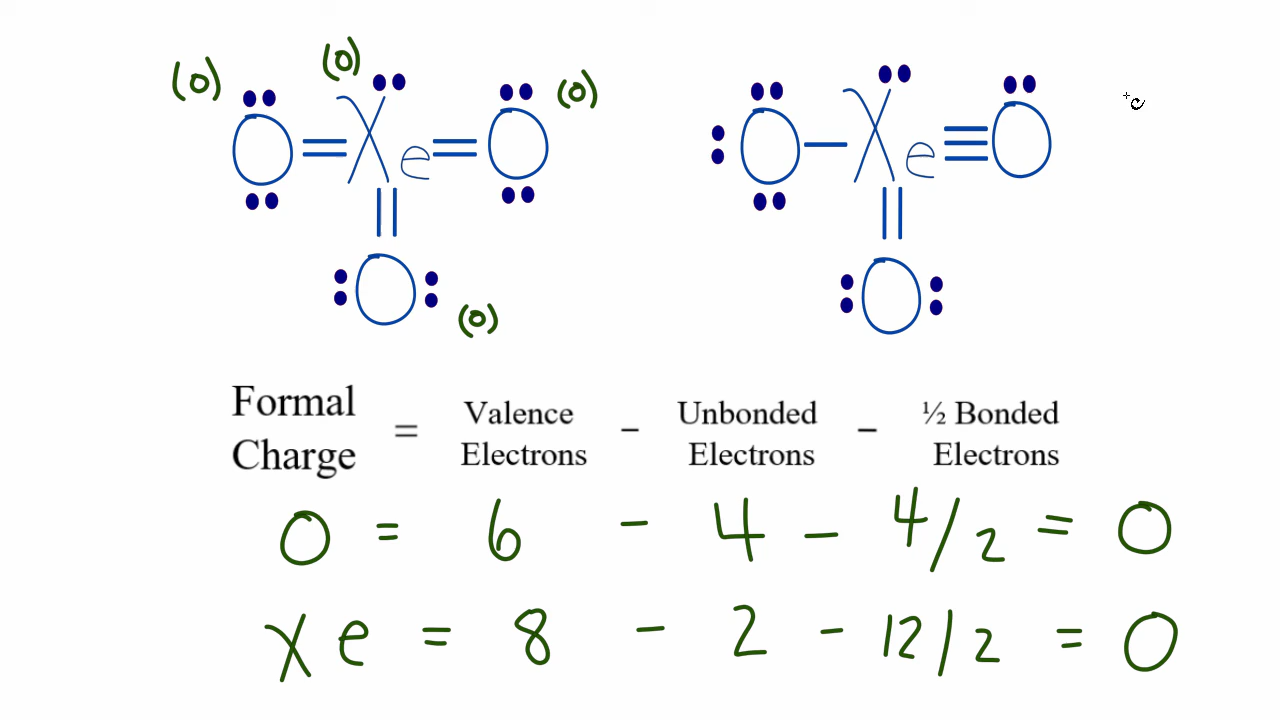 (0) (0) (0)
O = Xe = O O − Xe ≡ O
|| ||
O (0) O
Formal Charge = Valence Electrons − Unbonded Electrons − ½ Bonded Electrons
O = 6 − 4 − 4/2 = 0
Xe = 8 − 2 − 12/2 = 0